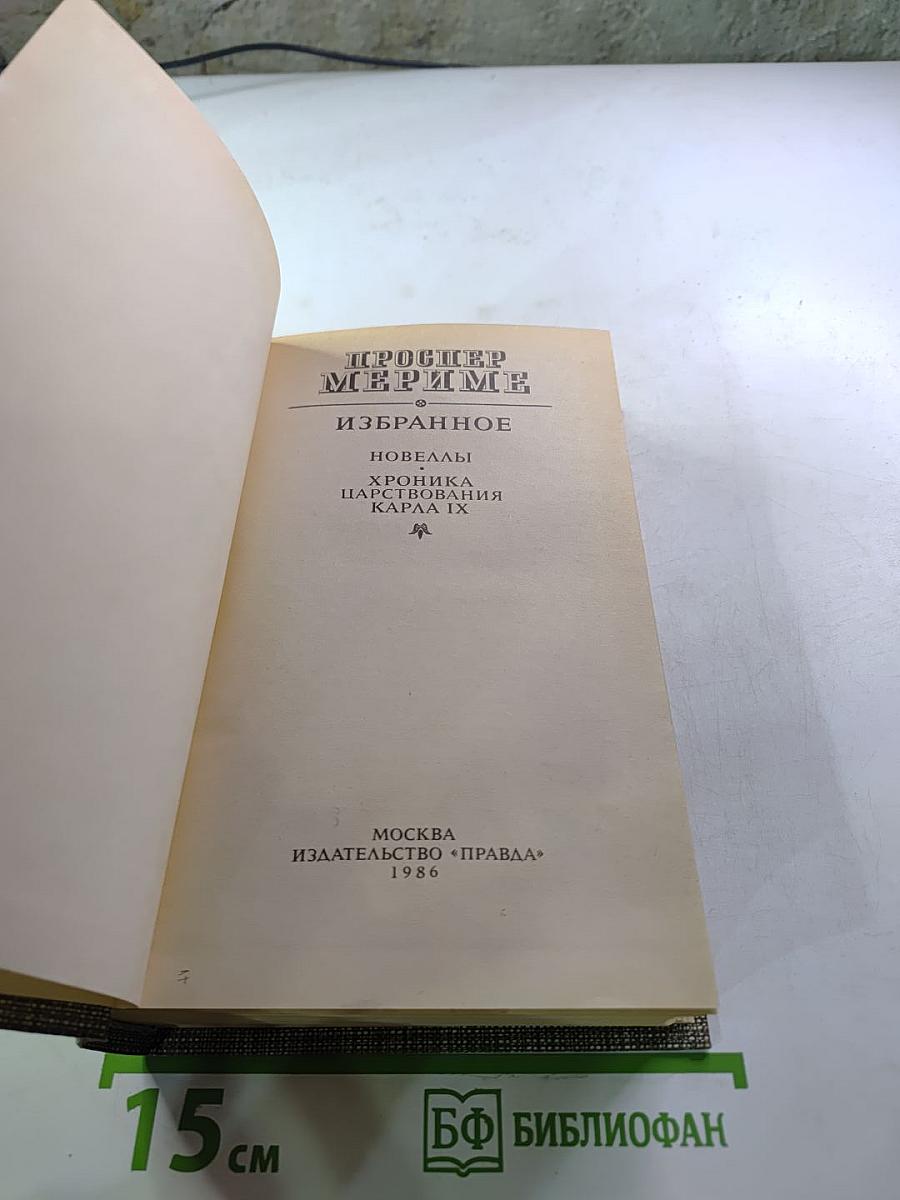 ПРОСПЕР
МЕРИМЕ
ИЗБРАННОЕ
НОВЕЛЛЫ
ХРОНИКА
ЦАРСТВОВАНИЯ
КАРЛА IX
МОСКВА
ИЗДАТЕЛЬСТВО «ПРАВДА»
1986
15 см
БФ БИБЛИОФАН